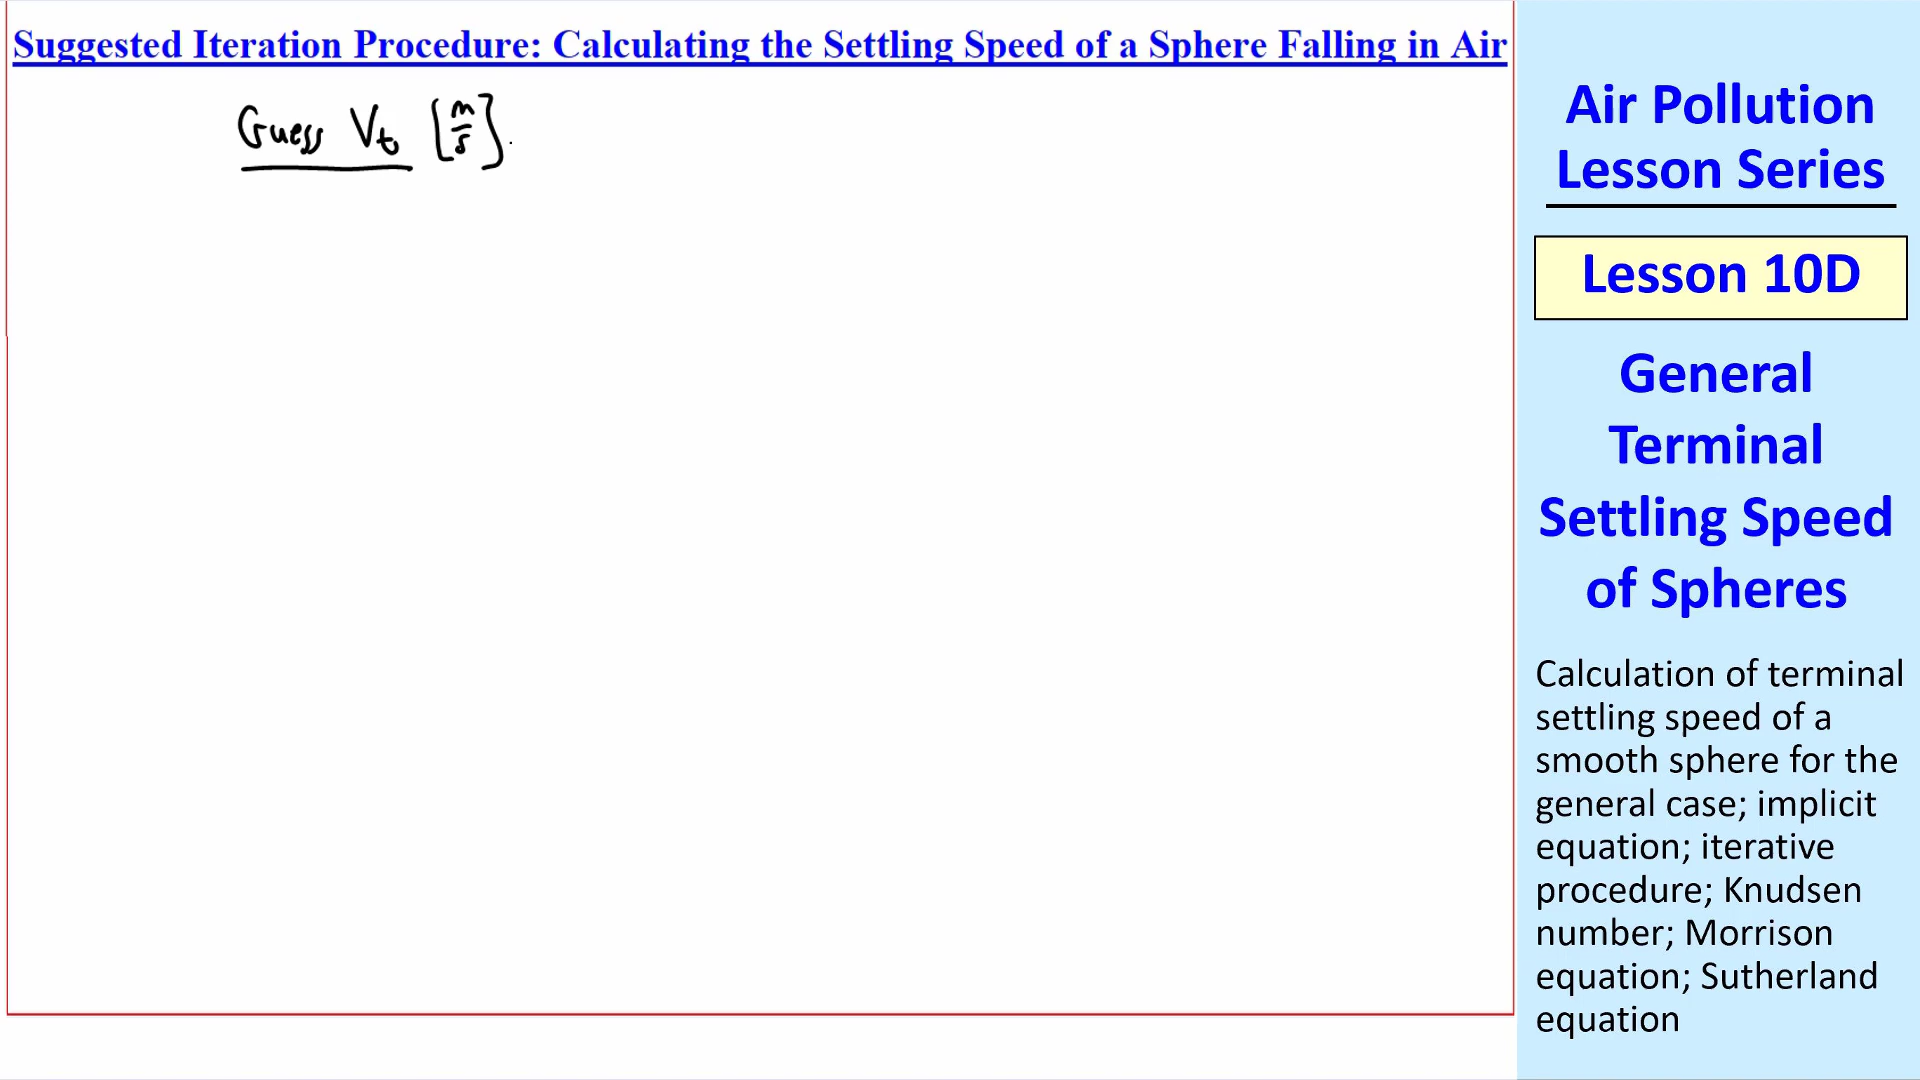 Suggested Iteration Procedure: Calculating the Settling Speed of a Sphere Falling in Air
Guess Vt [m/s].
Air Pollution
Lesson Series
Lesson 10D
General
Terminal
Settling Speed
of Spheres
Calculation of terminal
settling speed of a
smooth sphere for the
general case; implicit
equation; iterative
procedure; Knudsen
number; Morrison
equation; Sutherland
equation